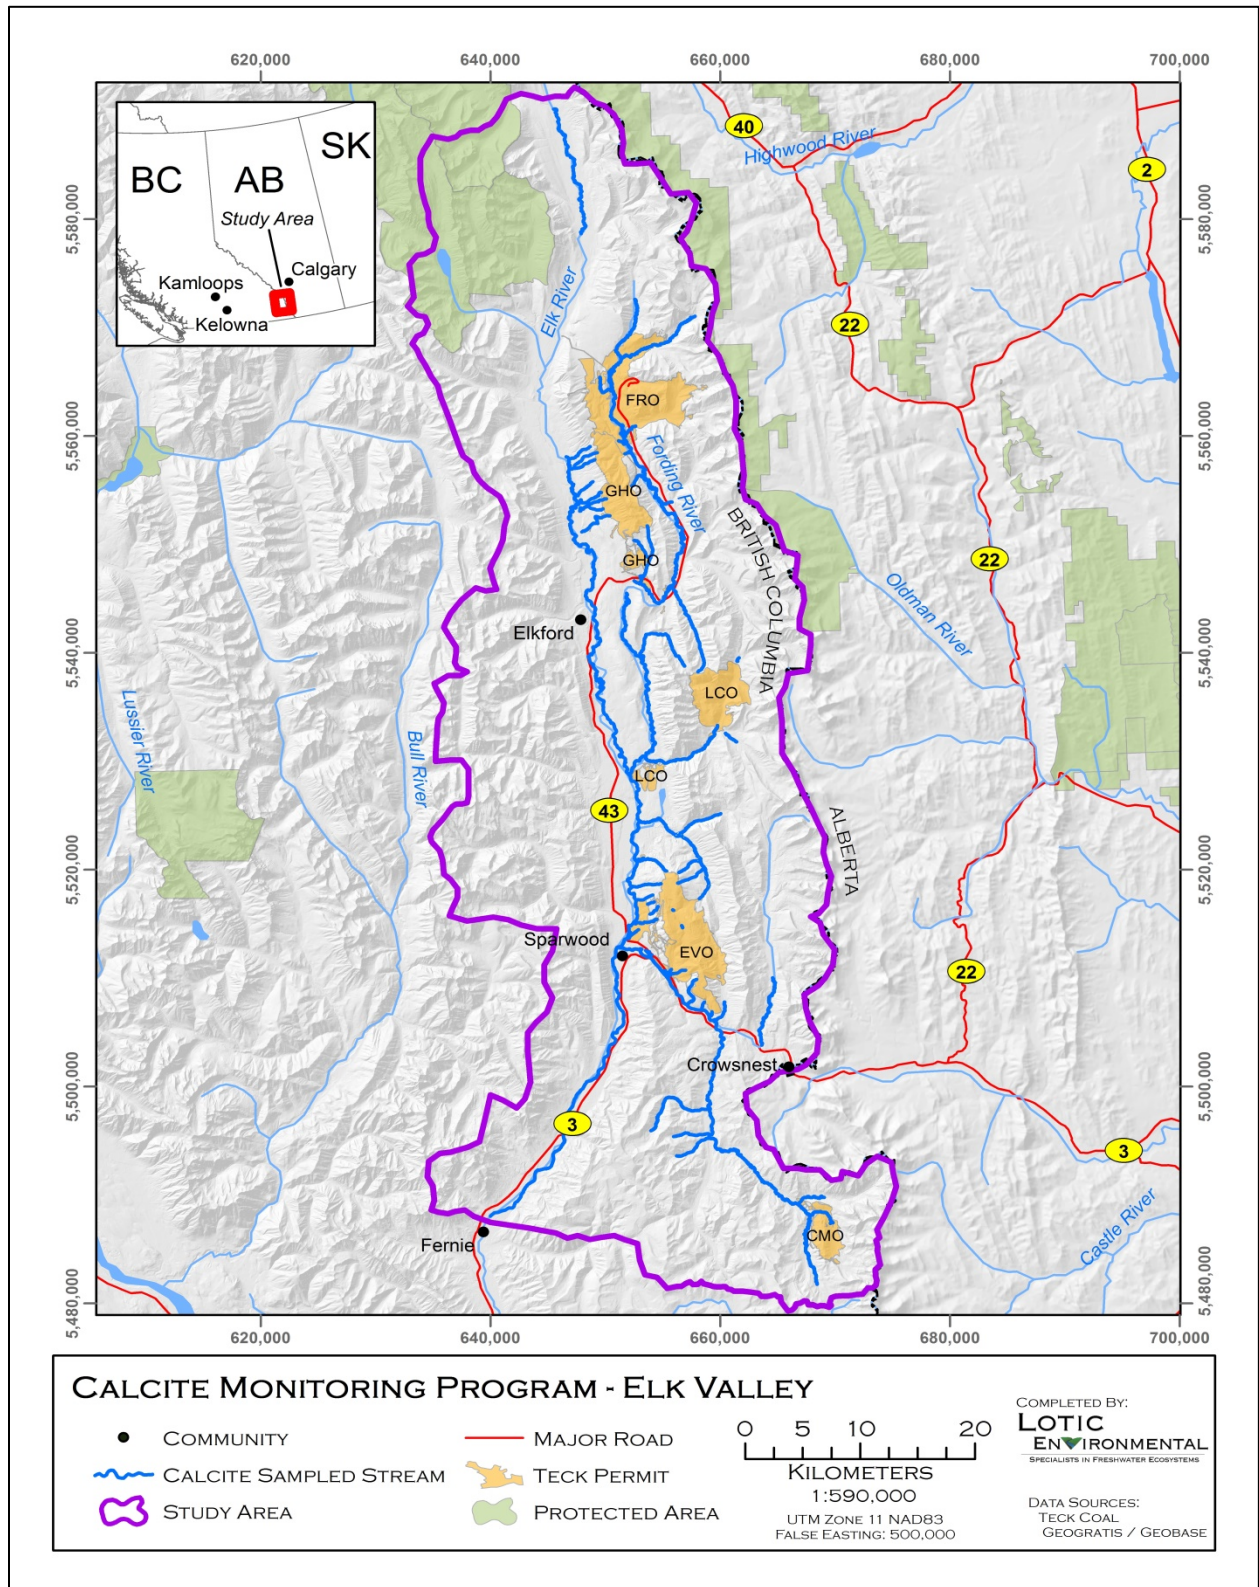 620,000
640,000
660,000
680,000
700,000
5,580,000
5,560,000
5,540,000
5,520,000
5,500,000
5,480,000
BC
AB
SK
Study Area
Calgary
Kamloops
Kelowna
40
Highwood River
2
5,580,000
Elk River
22
FRO
Fording River
5,560,000
GHO
BRITISH COLUMBIA
GHO
22
Oldman River
Elkford
5,540,000
LCO
Lussier River
Bull River
LCO
43
ALBERTA
5,520,000
Sparwood
EVO
22
Crowsnest
5,500,000
3
3
Castle River
CMO
Fernie
5,480,000
620,000
640,000
660,000
680,000
700,000
CALCITE MONITORING PROGRAM - ELK VALLEY
COMMUNITY
CALCITE SAMPLED STREAM
STUDY AREA
MAJOR ROAD
TECK PERMIT
PROTECTED AREA
0 5 10 20
KILOMETERS
1:590,000
UTM ZONE 11 NAD83
FALSE EASTING: 500,000
COMPLETED BY:
LOTIC
ENVIRONMENTAL
SPECIALISTS IN FRESHWATER ECOSYSTEMS
DATA SOURCES:
TECK COAL
GEOGRATIS / GEOBASE